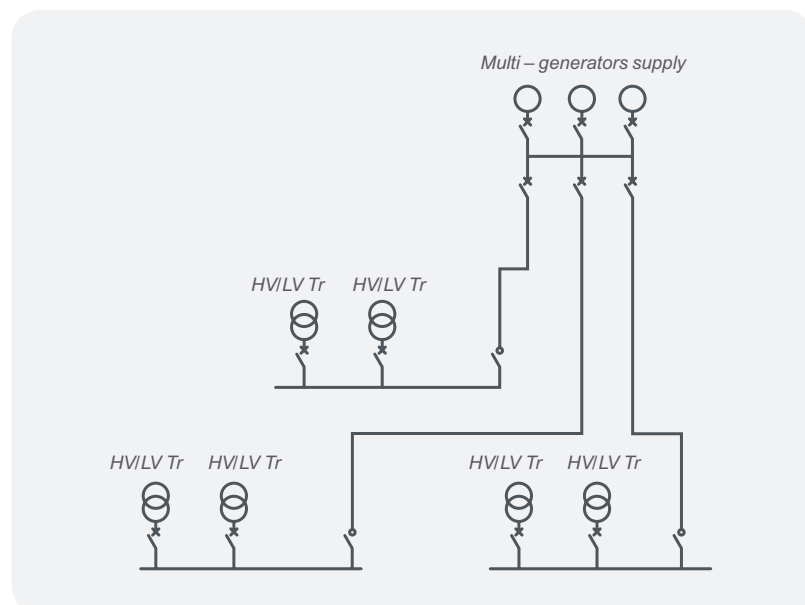 Multi – generators supply
HV/LV Tr HV/LV Tr
HV/LV Tr HV/LV Tr HV/LV Tr HV/LV Tr